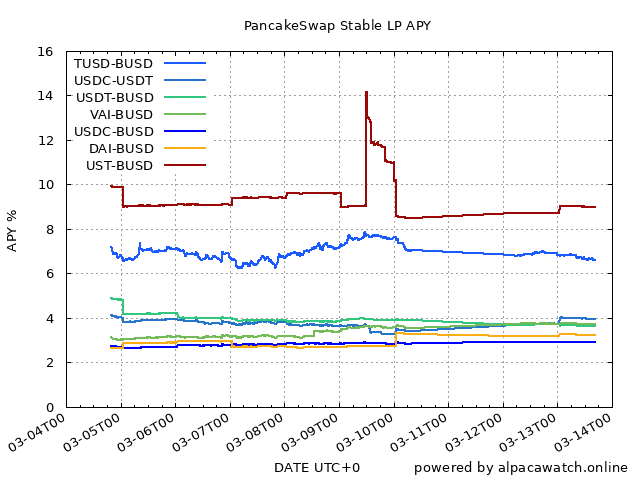 PancakeSwap Stable LP APY
16
14
12
10
8
6
4
2
0
APY %
TUSD-BUSD
USDC-USDT
USDT-BUSD
VAI-BUSD
USDC-BUSD
DAI-BUSD
UST-BUSD
03-04T00
03-05T00
03-06T00
03-07T00
03-08T00
03-09T00
03-10T00
03-11T00
03-12T00
03-13T00
03-14T00
DATE UTC+0
powered by alpacawatch.online